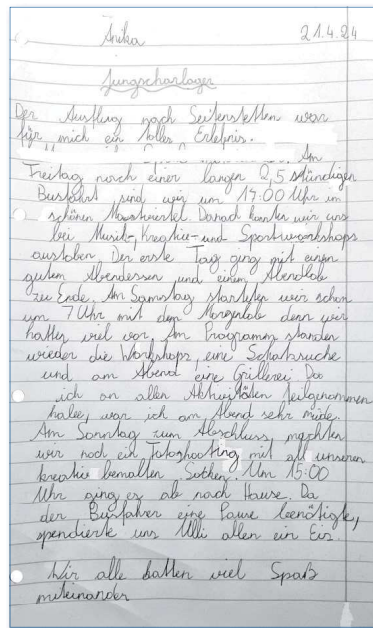 Anika 21.4.24
Jungscharlager
Der Ausflug nach Seitenstetten war
für mich ein tolles Erlebnis.
Am
Freitag nach einer langen 2,5 stündigen
Busfahrt sind wir um 17:00 Uhr im
schönen Mostviertel. Danach konnten wir uns
bei Musik-, Kreativ- und Sportworkshops
austoben. Der erste Tag ging mit einem
gutem Abendessen und einem Abendlob
zu Ende. Am Samstag starteten wir schon
um 7 Uhr mit dem Morgenlob denn wir
hatten viel vor. Am Programm standen
wieder die Workshops, eine Schatzsuche
und am Abend eine Grillerei. Da
ich an allen Aktivitäten teilgenommen
habe, war ich am Abend sehr müde.
Am Sonntag zum Abschluss, machten
wir noch ein Fotoshooting mit all unseren
kreativ bemalten Um 15:00
Uhr ging es ab nach Hause. Da
der Busfahrer eine Pause benötigte,
spendierte uns Ulli allen ein Eis.
Wir alle hatten viel Spaß
miteinander